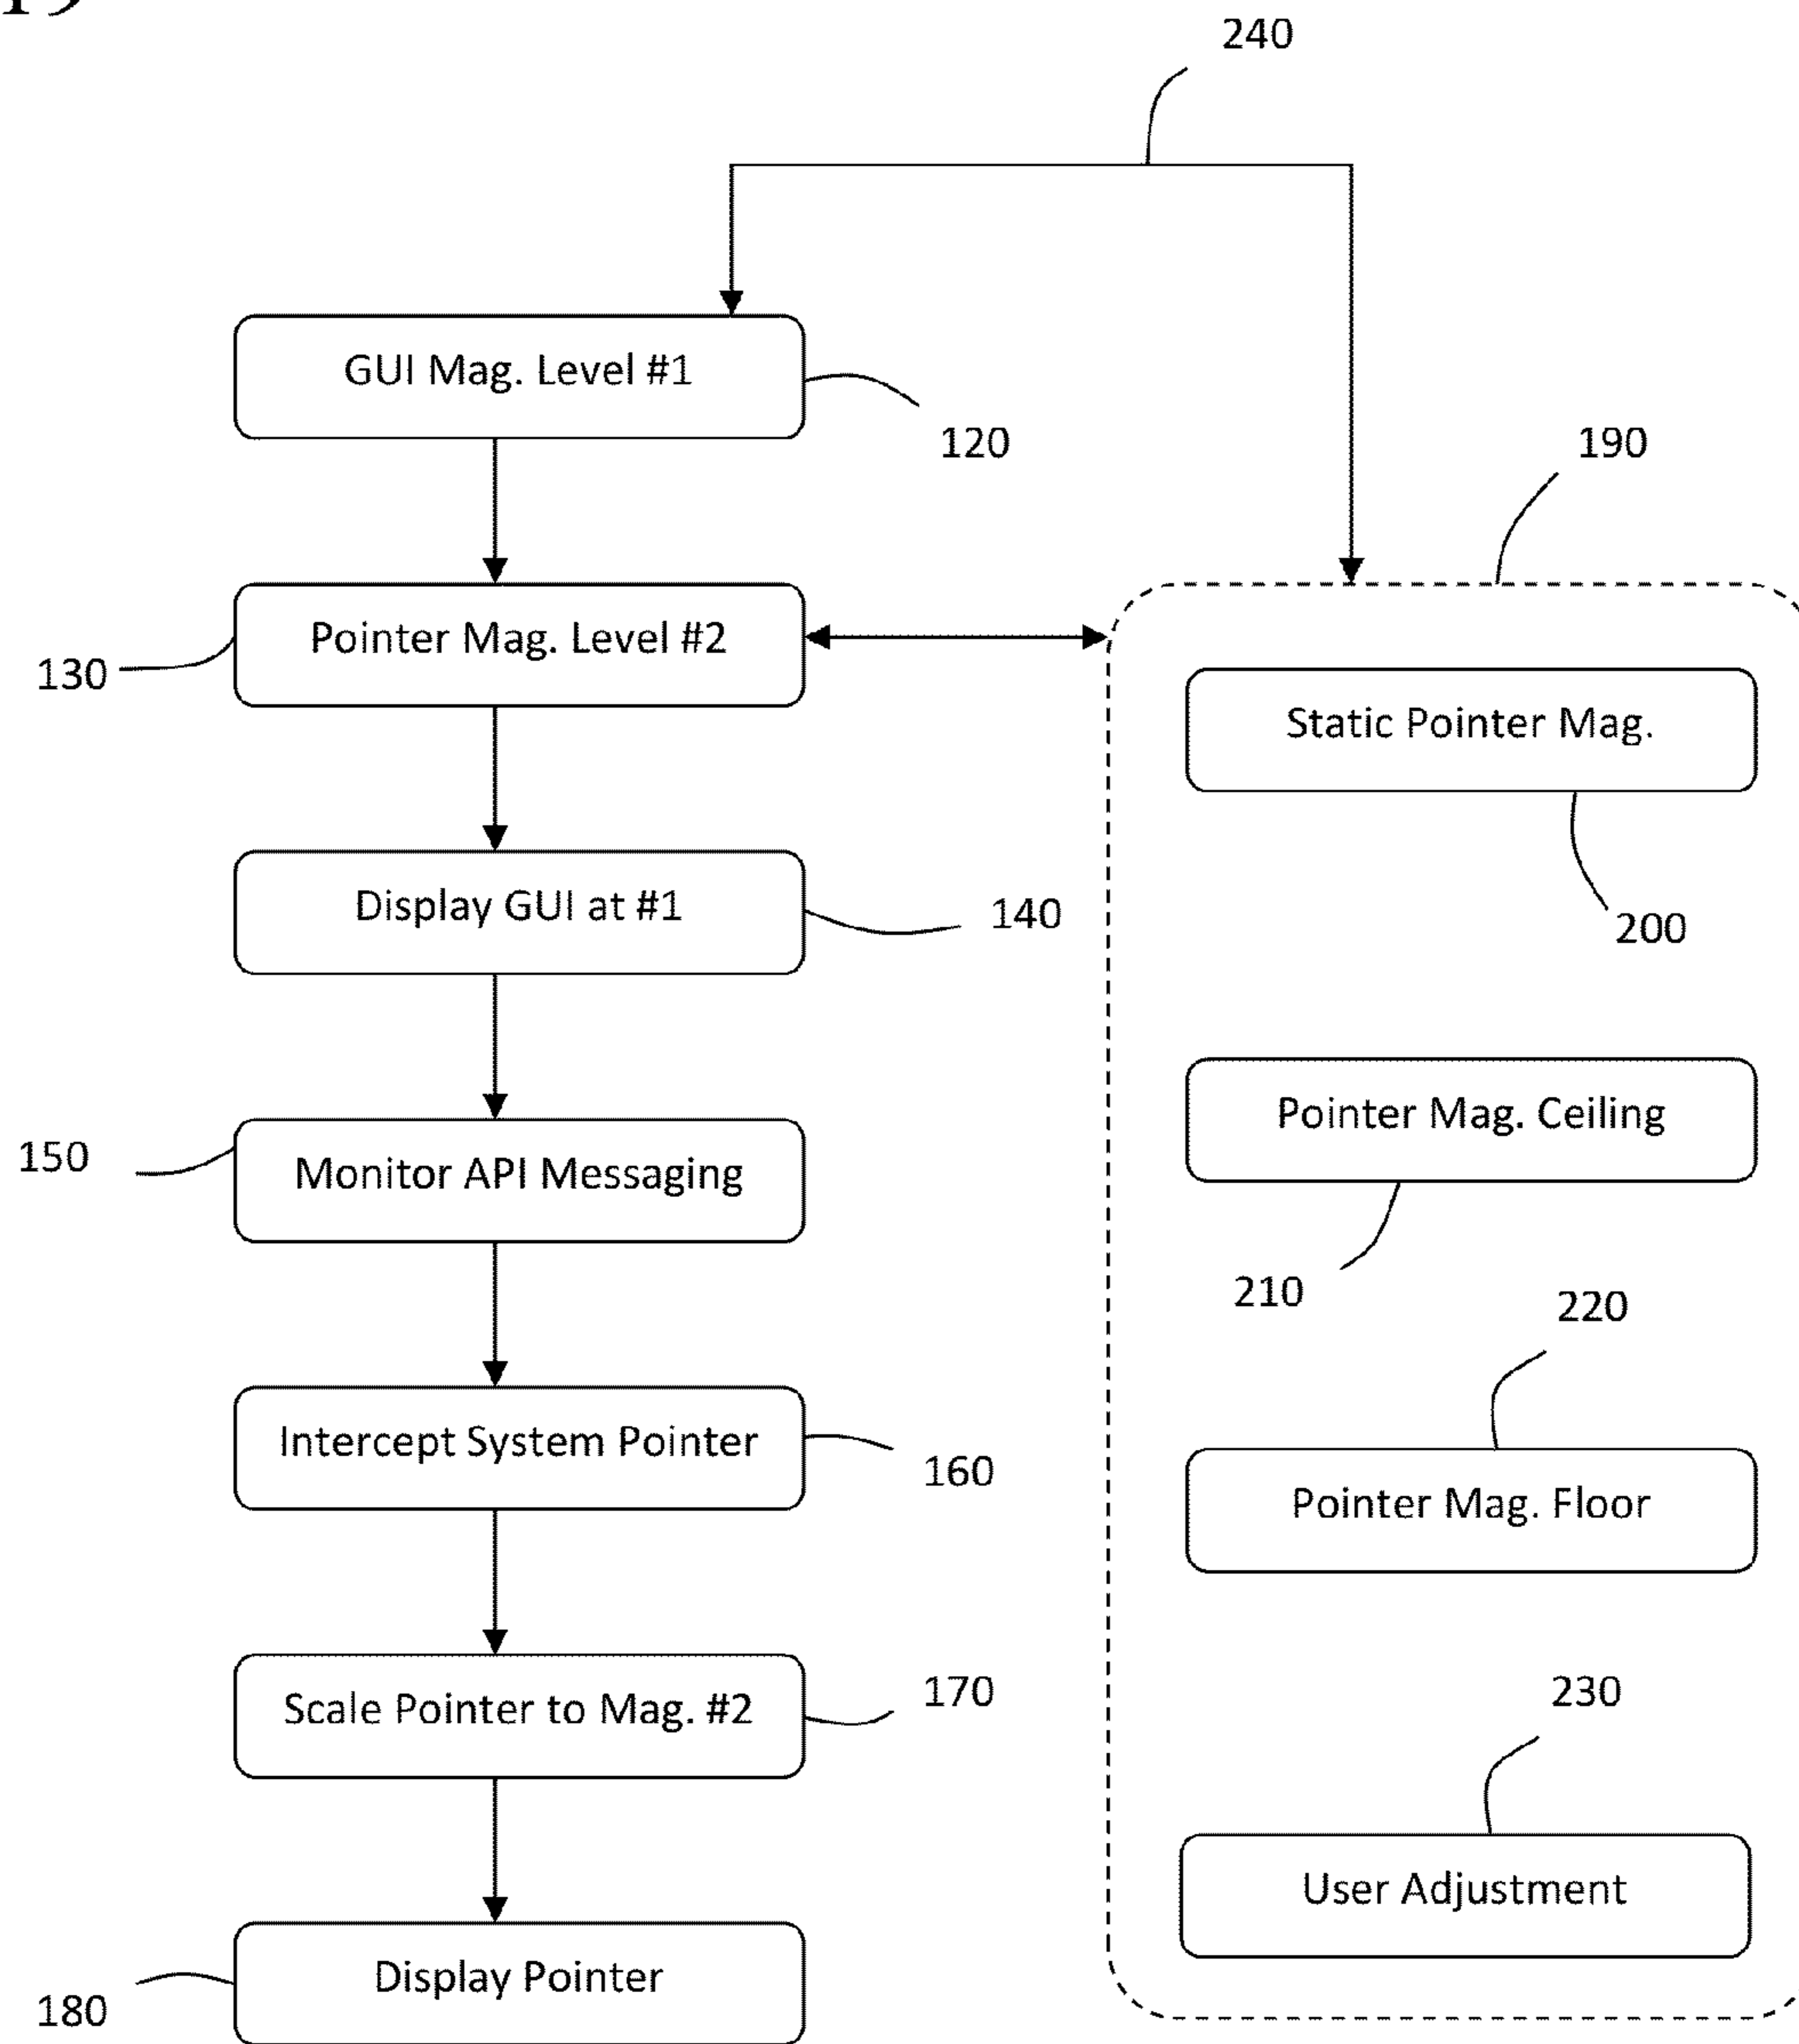 19
240
GUI Mag. Level #1
120
190
Pointer Mag. Level #2
130
Static Pointer Mag.
200
Display GUI at #1
140
Pointer Mag. Ceiling
210
150
Monitor API Messaging
220
Intercept System Pointer
160
Pointer Mag. Floor
Scale Pointer to Mag. #2
170
230
User Adjustment
Display Pointer
180